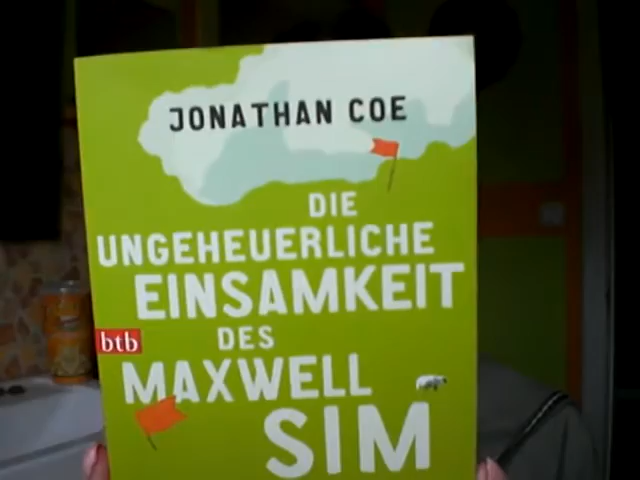 JONATHAN COE
DIE
UNGEHEUERLICHE
EINSAMKEIT
DES
btb
MAXWELL
SIM